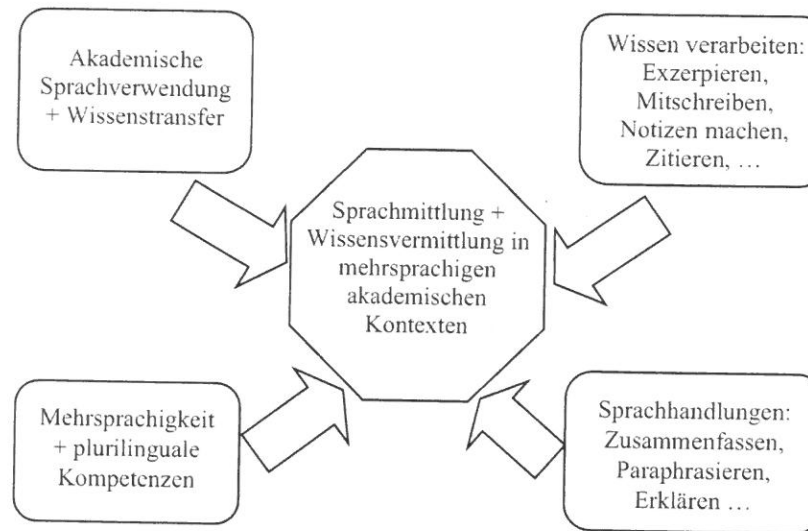 Akademische
Sprachverwendung
+ Wissenstransfer
Wissen verarbeiten:
Exzerpieren,
Mitschreiben,
Notizen machen,
Zitieren, …
Sprachmittlung +
Wissensvermittlung in
mehrsprachigen
akademischen
Kontexten
Mehrsprachigkeit
+ plurilinguale
Kompetenzen
Sprachhandlungen:
Zusammenfassen,
Paraphrasieren,
Erklären …